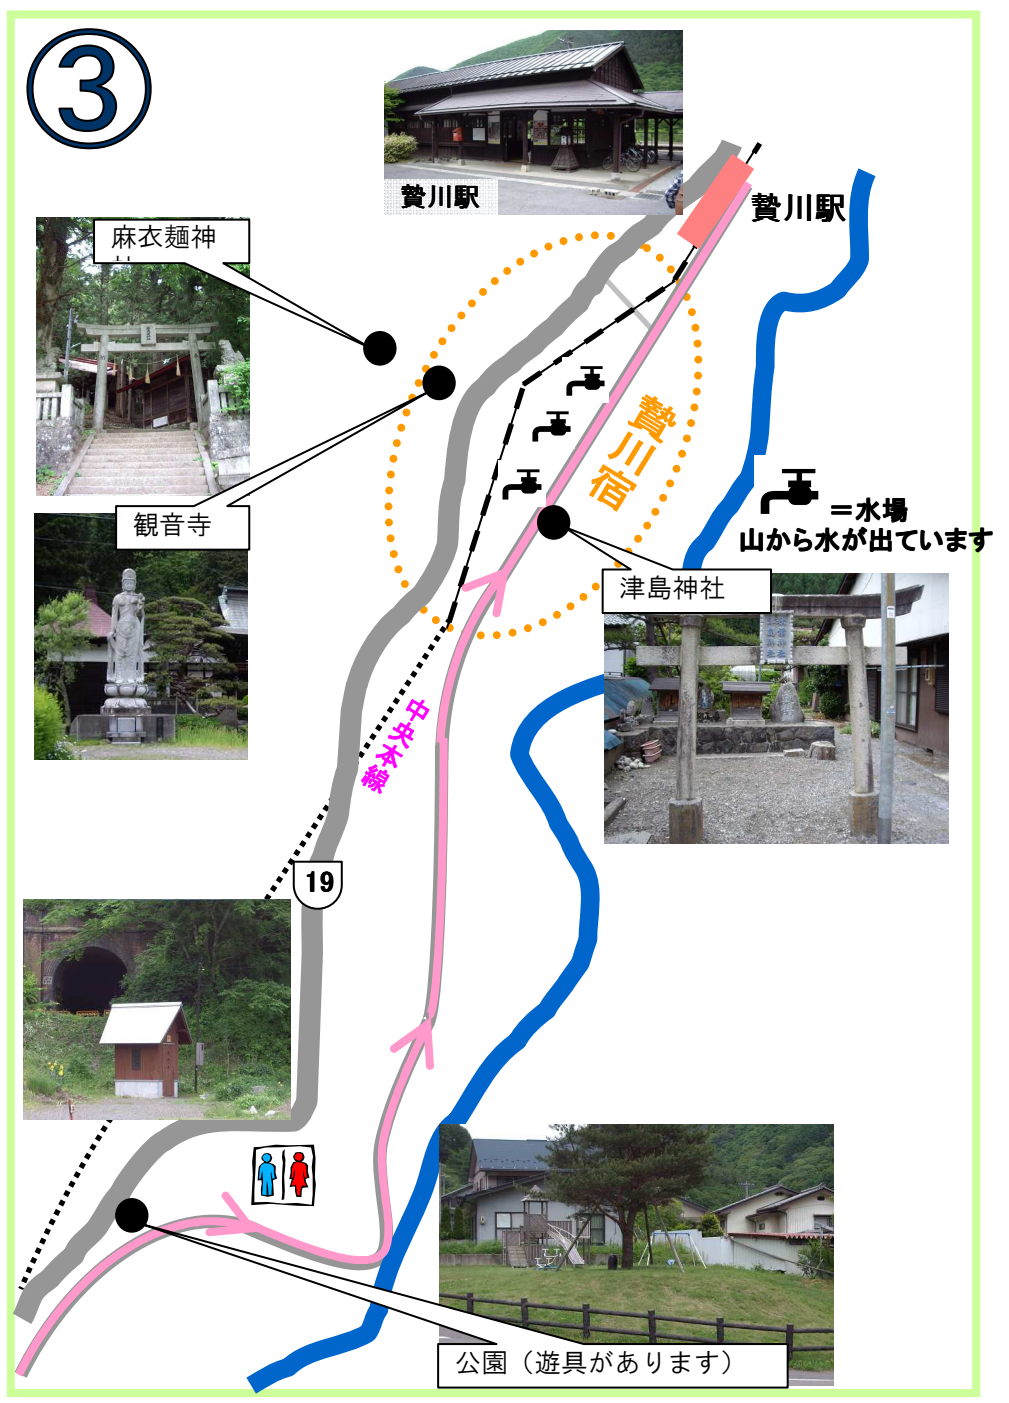 ③
贄川駅
贄川駅
麻衣麺神
贄川宿
観音寺
＝水場
山から水が出ています
津島神社
中央本線
19
公園（遊具があります）